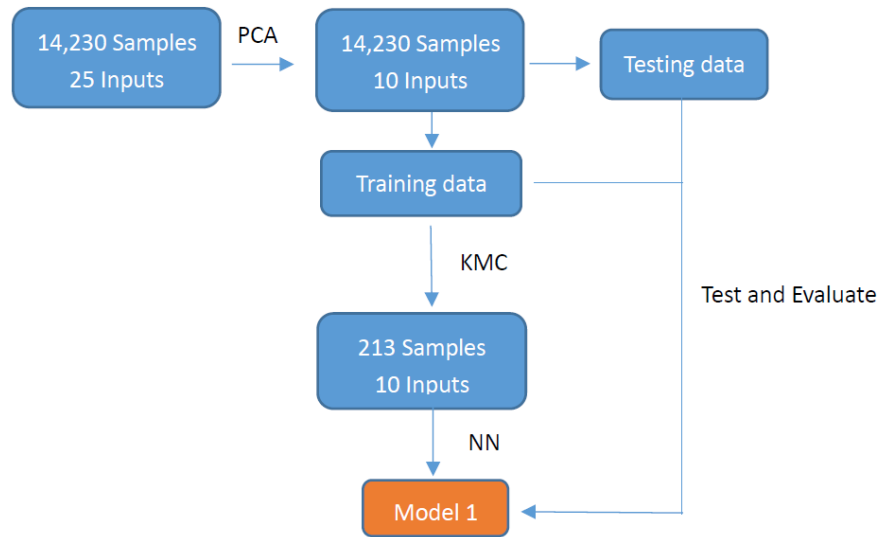 14,230 Samples
25 Inputs
PCA
14,230 Samples
10 Inputs
Testing data
Training data
KMC
Test and Evaluate
213 Samples
10 Inputs
NN
Model 1